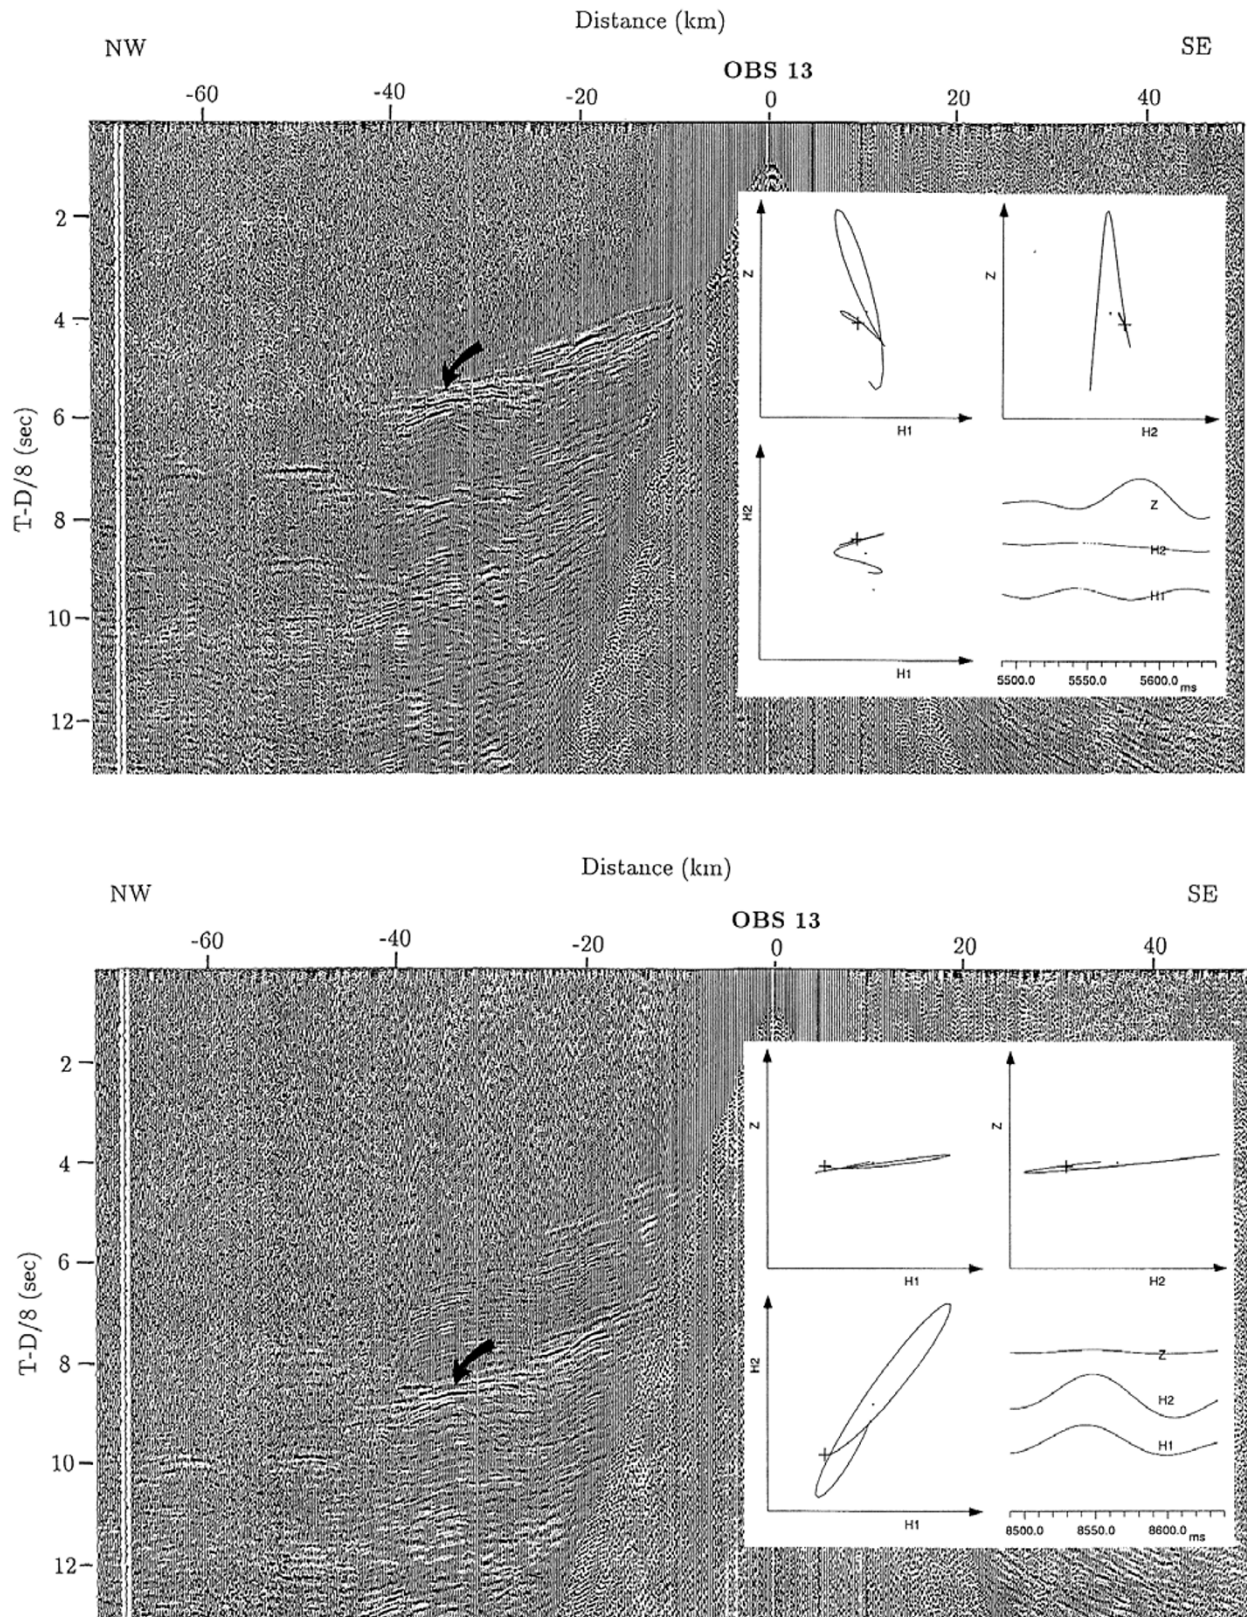 Distance (km)
NW SE
OBS 13
-60 -40 -20 0 20 40
T-D/8 (sec)
2
4
6
8
10
12
Z
H1
Z
H2
H2
H1
Z
H2
H1
5500.0 5550.0 5600.0 ms
Distance (km)
NW SE
OBS 13
-60 -40 -20 0 20 40
T-D/8 (sec)
2
4
6
8
10
12
Z
H1
Z
H2
H2
H1
Z
H2
H1
8500.0 8550.0 8600.0 ms